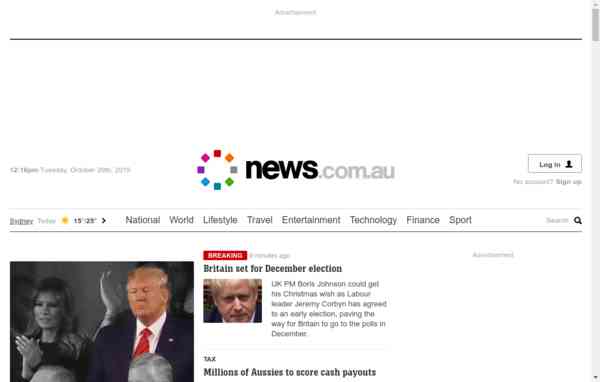 Advertisement
12:16pm Tuesday, October 29th, 2019
news.com.au
Log in
No account? Sign up
Sydney Today 15°/25° National World Lifestyle Travel Entertainment Technology Finance Sport Search
BREAKING minutes ago
Advertisement
Britain set for December election
UK PM Boris Johnson could get
his Christmas wish as Labour
leader Jeremy Corbyn has agreed
to an early election, paving the
way for Britain to go to the polls in
December.
TAX
Millions of Aussies to score cash payouts